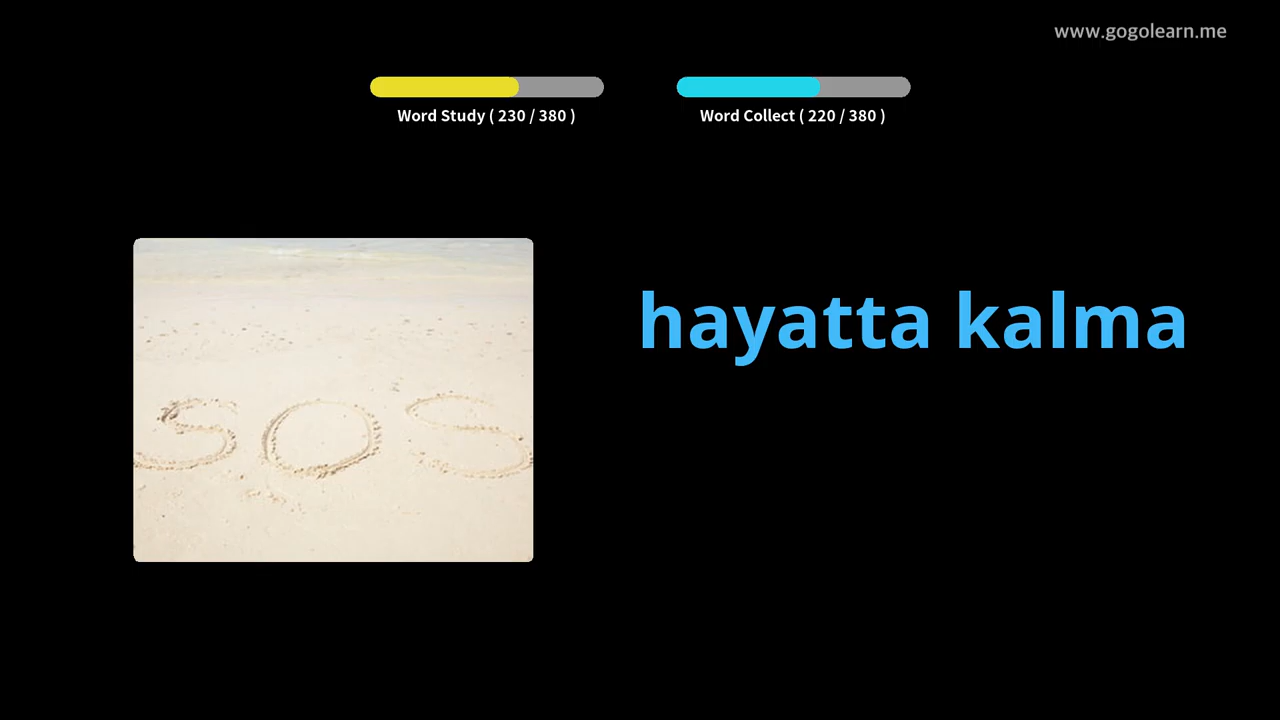 www.gogolearn.me
Word Study ( 230 / 380 )
Word Collect ( 220 / 380 )
hayatta kalma
SOS